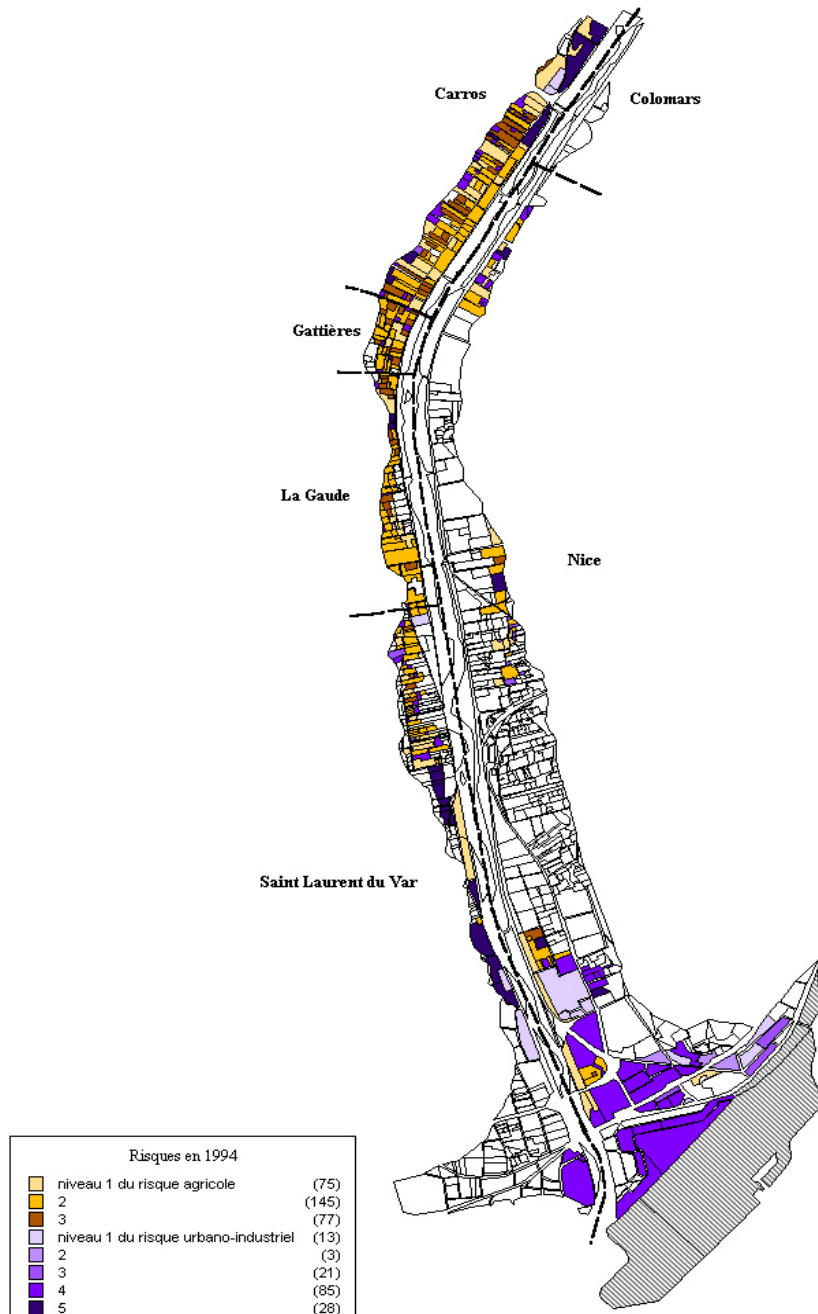 Carros
Colomars
Gattières
La Gaude
Nice
Saint Laurent du Var
Risques en 1994
niveau 1 du risque agricole (75)
2 (145)
3 (77)
niveau 1 du risque urbano-industriel (13)
2 (3)
3 (21)
4 (85)
5 (28)